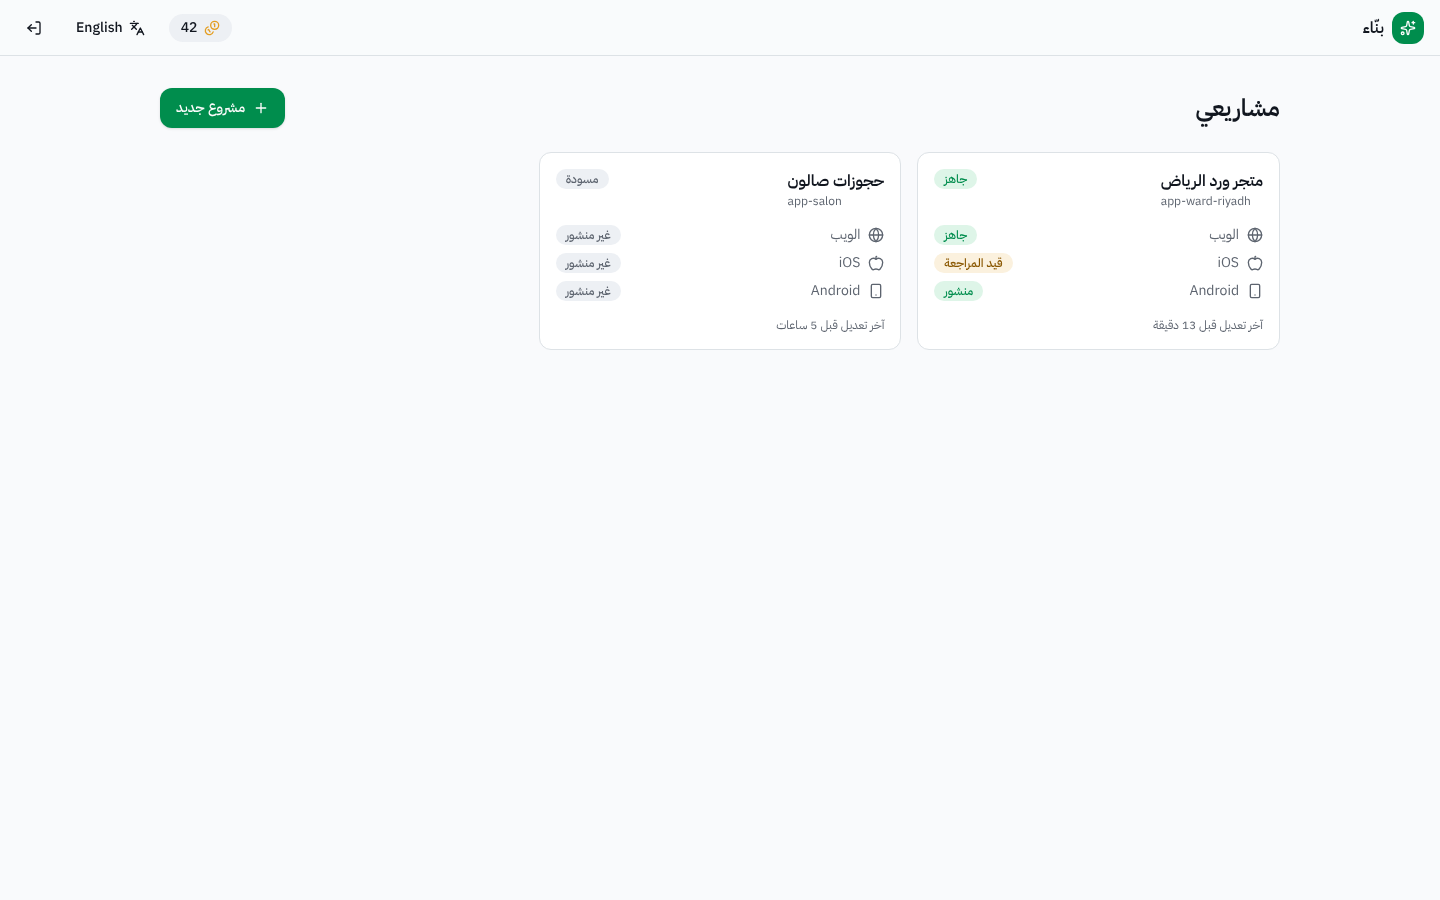 بنّاء
42
English
مشاريعي
مشروع جديد
متجر ورد الرياض
جاهز
app-ward-riyadh
الويب
جاهز
iOS
قيد المراجعة
Android
منشور
آخر تعديل قبل 13 دقيقة
حجوزات صالون
مسودة
app-salon
الويب
غير منشور
iOS
غير منشور
Android
غير منشور
آخر تعديل قبل 5 ساعات